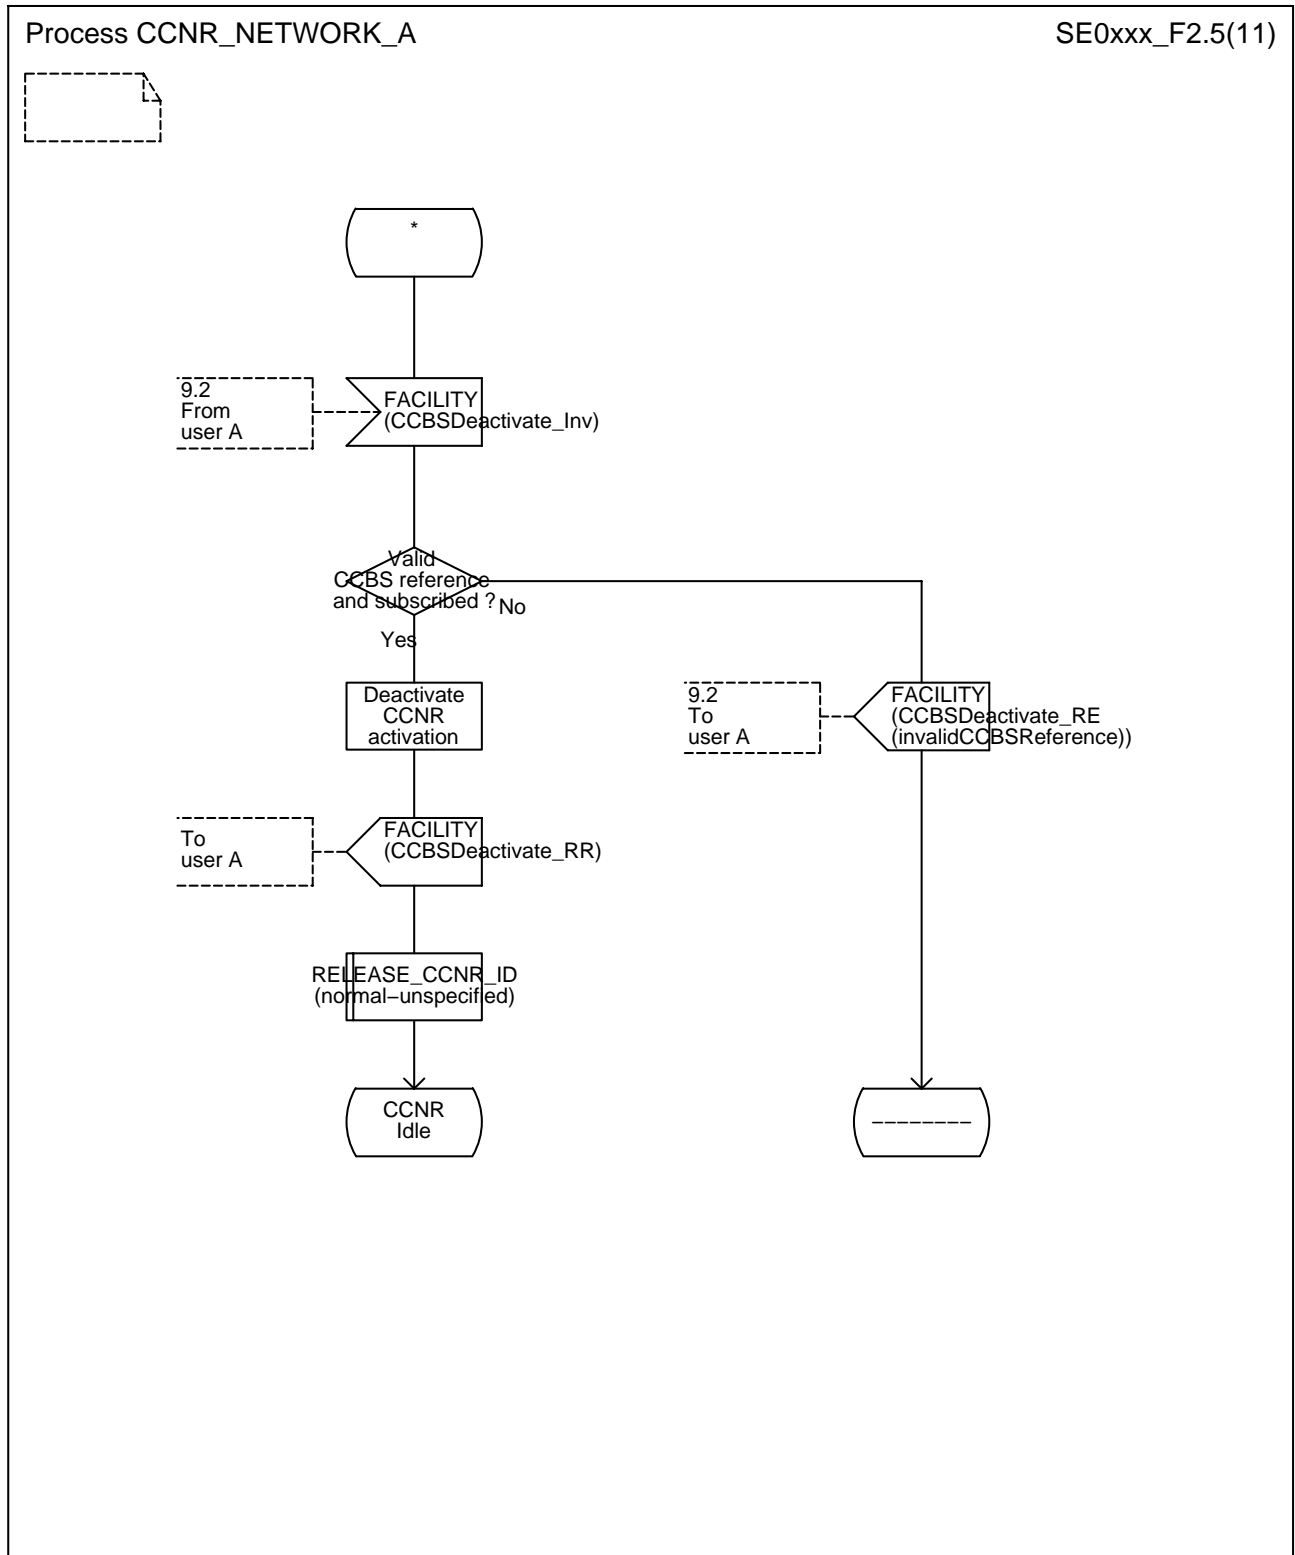 Process CCNR_NETWORK_A
SE0xxx_F2.5(11)
*
9.2
From
user A
FACILITY
(CCBSDeactivate_Inv)
Valid
CCBS reference
and subscribed ?
No
Yes
Deactivate
CCNR
activation
9.2
To
user A
FACILITY
(CCBSDeactivate_RE
(invalidCCBSReference))
To
user A
FACILITY
(CCBSDeactivate_RR)
RELEASE_CCNR_ID
(normal−unspecified)
CCNR
Idle